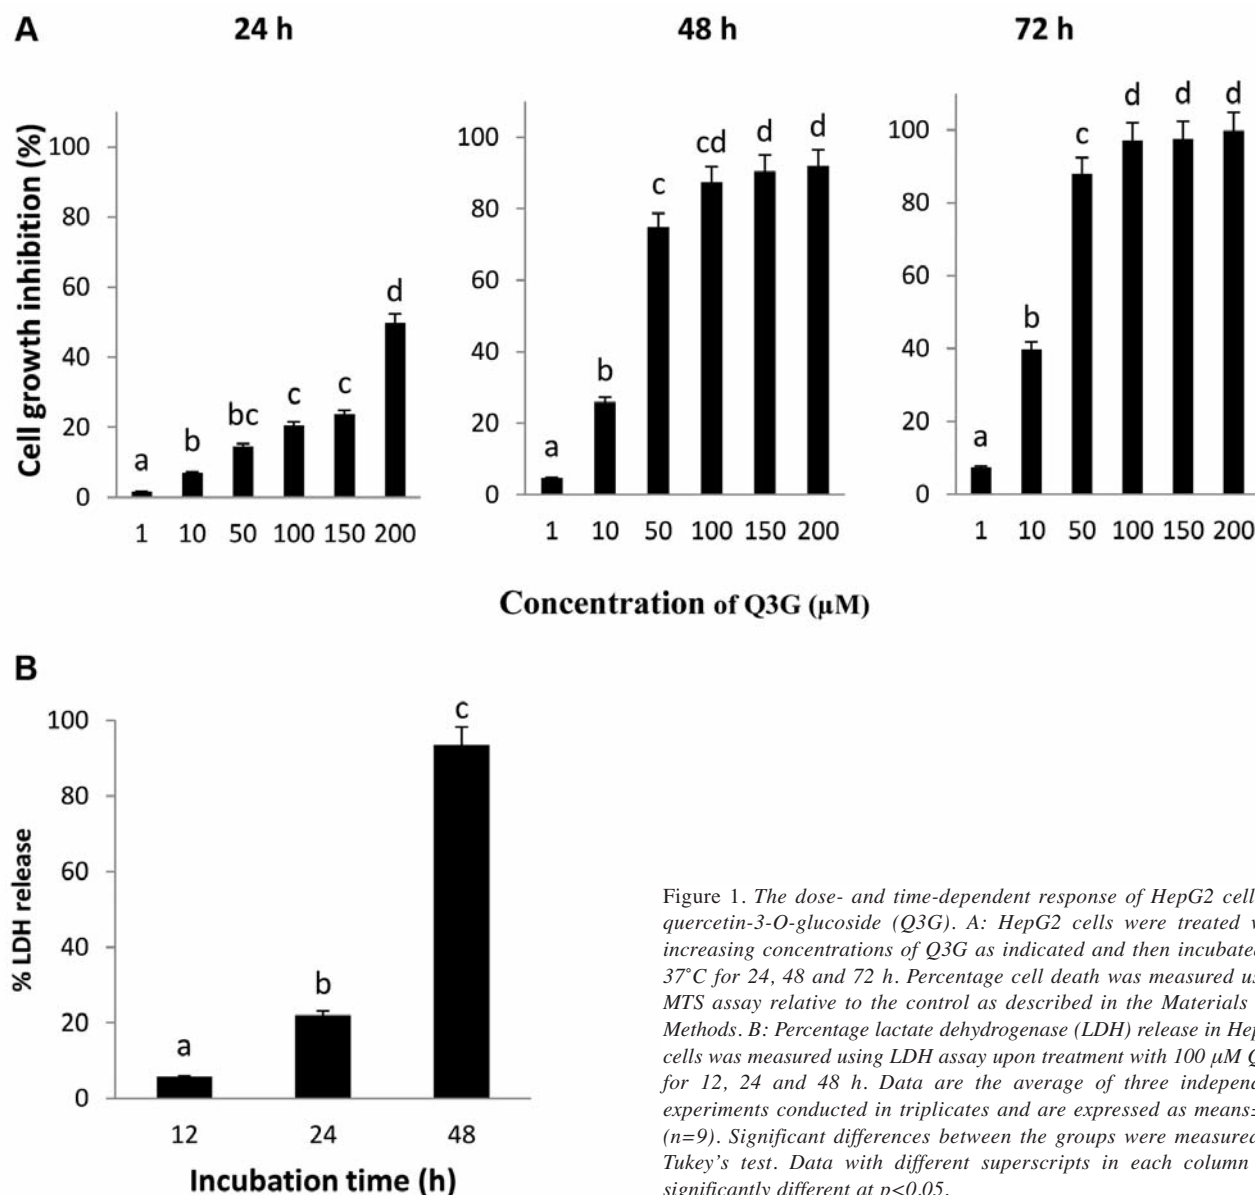 A
24 h
48 h
72 h
Cell growth inhibition (%)
100
80
60
40
20
0
a
b
bc
c
c
d
1 10 50 100 150 200
100
80
60
40
20
0
a
b
c
cd
d
d
1 10 50 100 150 200
100
80
60
40
20
0
a
b
c
d
d
d
1 10 50 100 150 200
Concentration of Q3G (µM)
B
% LDH release
100
80
60
40
20
0
a
b
c
12 24 48
Incubation time (h)
Figure 1. The dose- and time-dependent response of HepG2 cell
quercetin-3-O-glucoside (Q3G). A: HepG2 cells were treated
increasing concentrations of Q3G as indicated and then incubated
37˚C for 24, 48 and 72 h. Percentage cell death was measured
MTS assay relative to the control as described in the Materials
Methods. B: Percentage lactate dehydrogenase (LDH) release in
cells was measured using LDH assay upon treatment with 100 µM
for 12, 24 and 48 h. Data are the average of three
experiments conducted in triplicates and are expressed as means±
(n=9). Significant differences between the groups were measured
Tukey's test. Data with different superscripts in each column
significantly different at p<0.05.